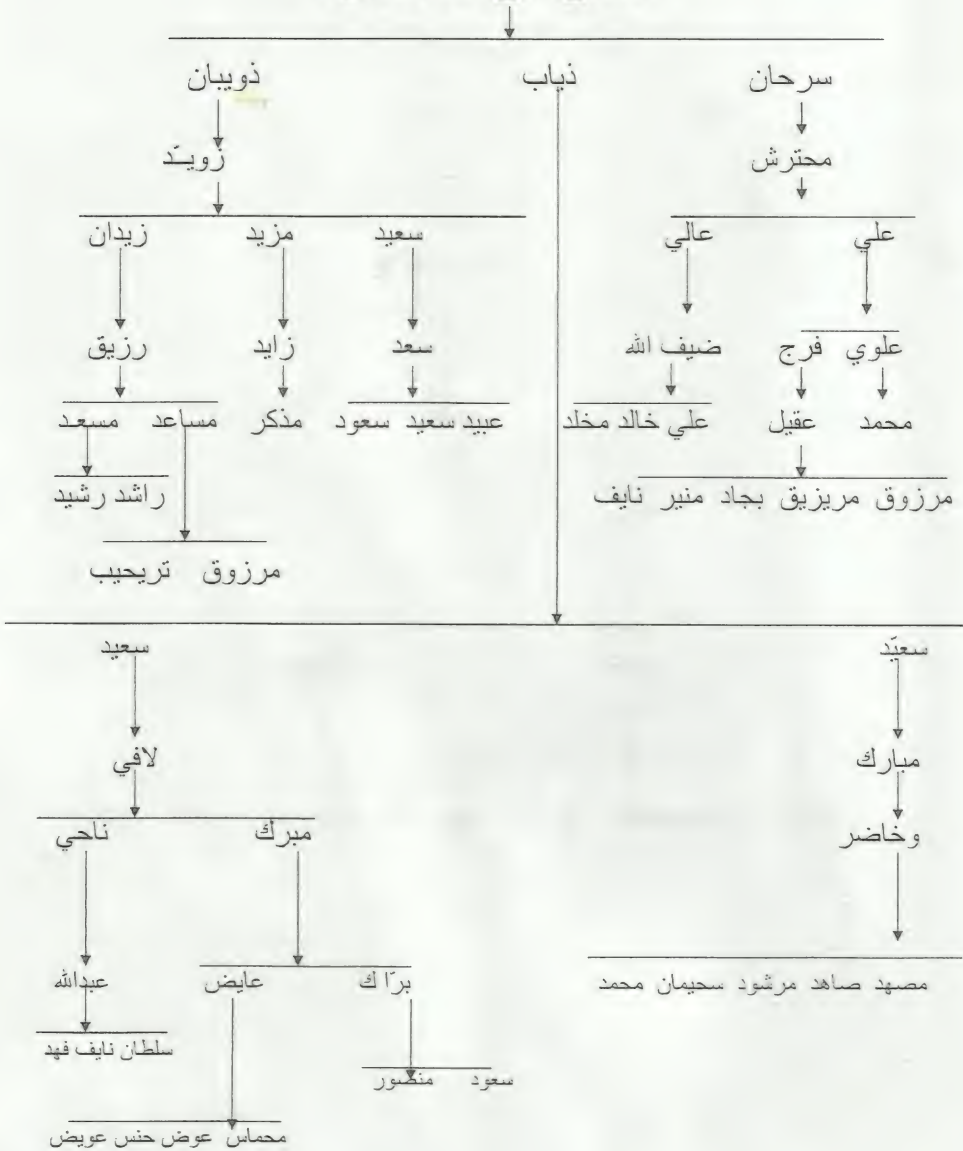 سرحان ذياب ذويبان
محترش زويـّد
علي عالي سعيد مزيد زيدان
علوي فرج ضيف الله سعد زايد رزيق
محمد عقيل علي خالد مخلد عبيد سعيد سعود مذكر مساعد مسعد
مرزوق مريزيق بجاد منير نايف راشد رشيد
مرزوق تريحيب
سعيّد سعيد
مبارك لافي
وخاضر مبرك ناحي
مصهد صاهد مرشود سحيمان محمد برّاك عايض عبدالله
سلطان نايف فهد
سعود منصور
محماس عوض حنس عويض